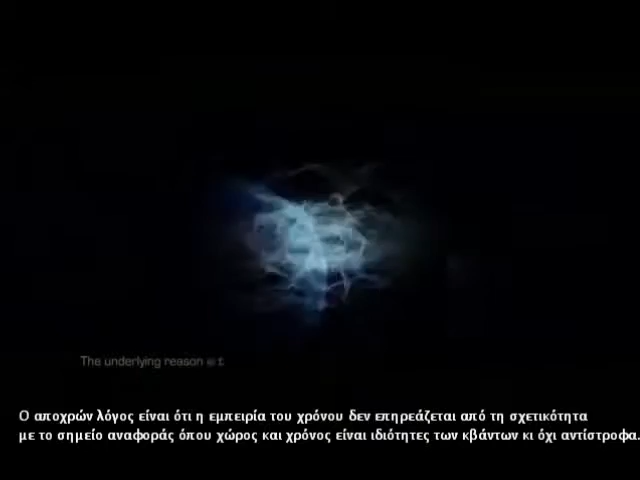 The underlying reason
Ο αποχρών λόγος είναι ότι η εμπειρία του χρόνου δεν επηρεάζεται από τη σχετικότητα
με το σημείο αναφοράς όπου χώρος και χρόνος είναι ιδιότητες των κβάντων κι όχι αντίστροφα.